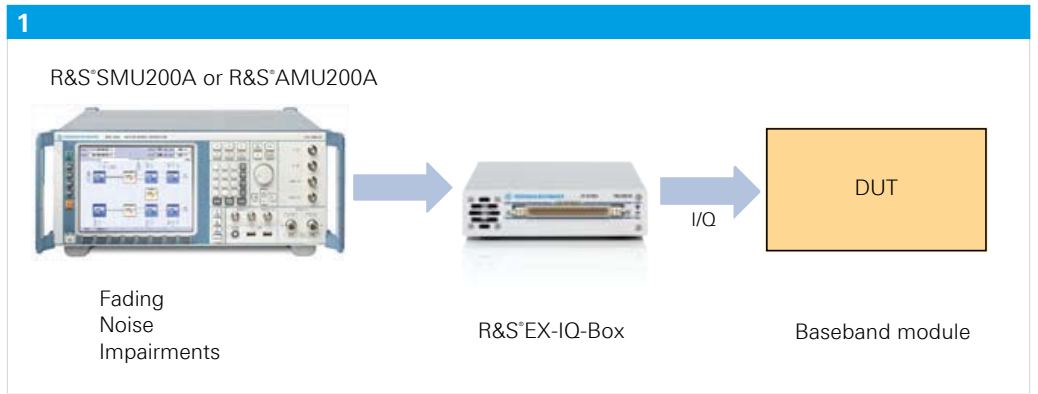 1
R&S®SMU200A or R&S®AMU200A
I/Q
DUT
Fading
Noise
Impairments
R&S®EX-IQ-Box
Baseband module